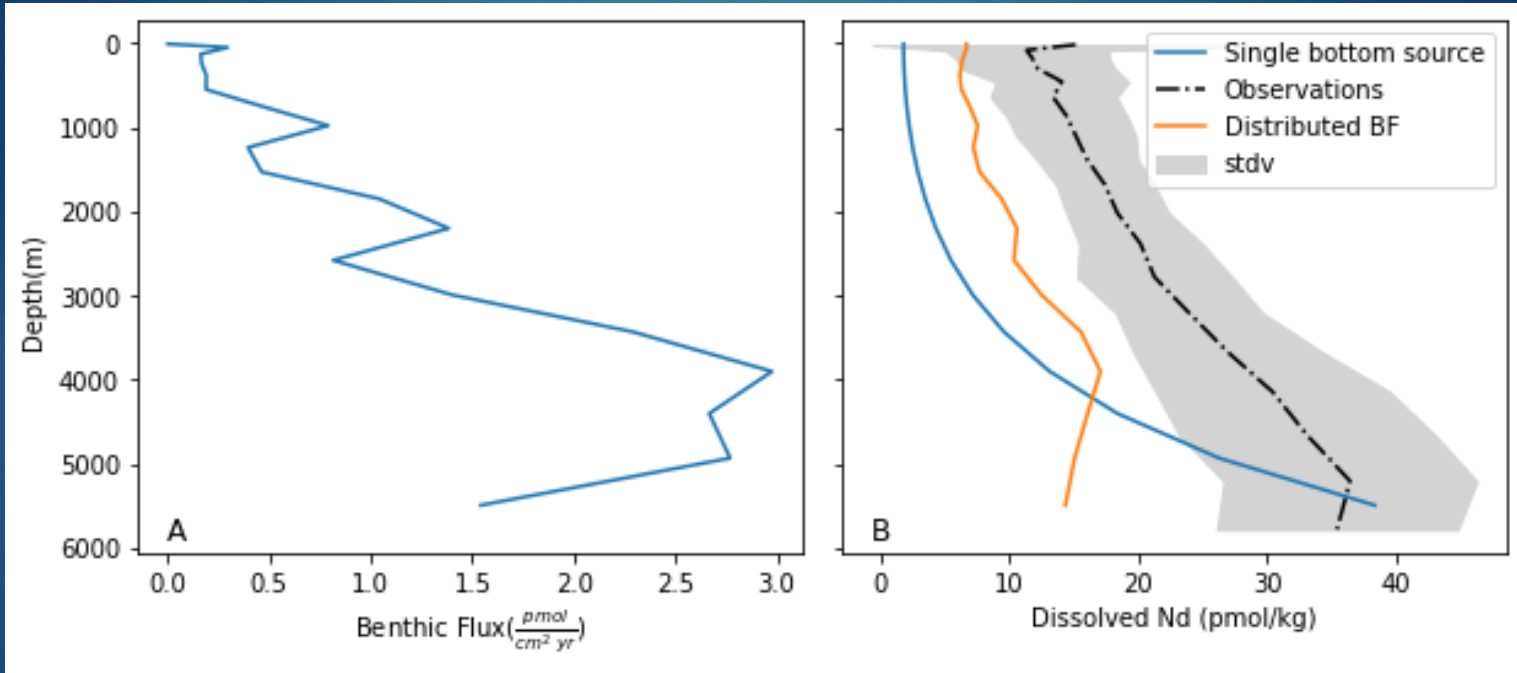 0
1000
2000
3000
4000
5000
6000
Depth(m)
A
0.0 0.5 1.0 1.5 2.0 2.5 3.0
Benthic Flux(pmol/cm² yr)
Single bottom source
Observations
Distributed BF
stdv
B
0 10 20 30 40
Dissolved Nd (pmol/kg)